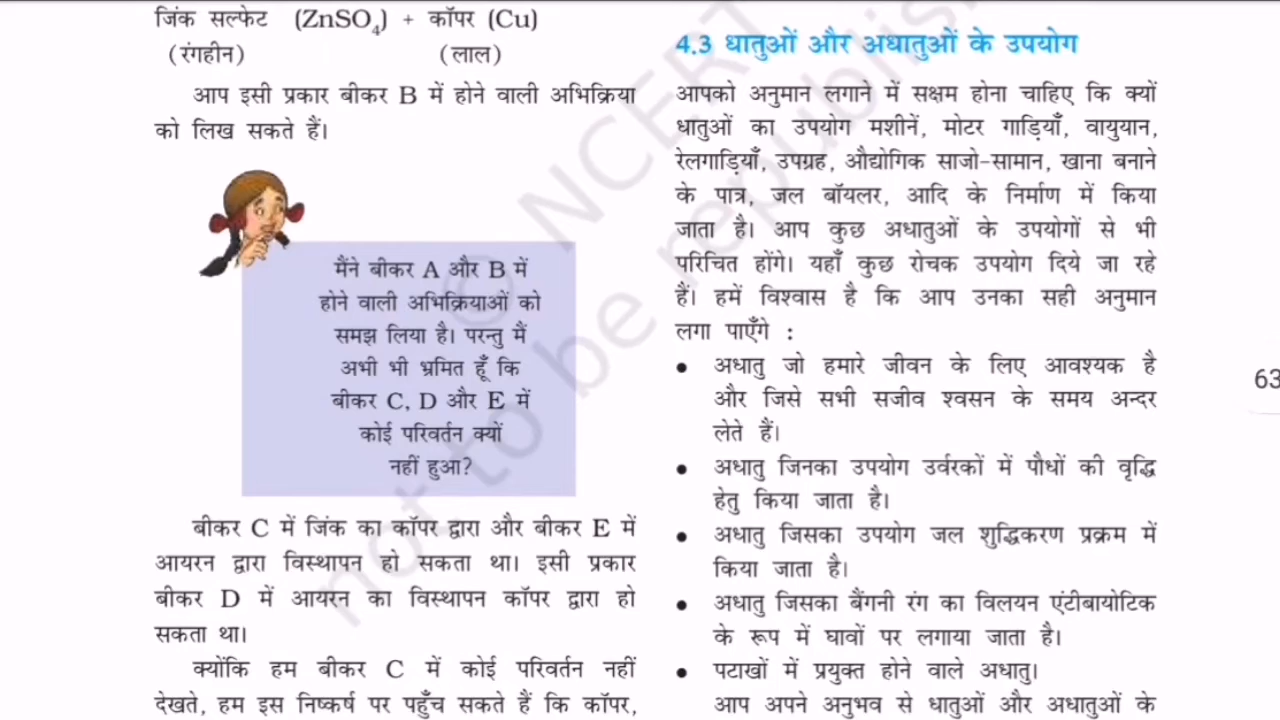 जिंक सल्फेट (ZnSO4) + कॉपर (Cu)
(रंगहीन) (लाल)
आप इसी प्रकार बीकर B में होने वाली अभिक्रिया
को लिख सकते हैं।
मैंने बीकर A और B में
होने वाली अभिक्रियाओं को
समझ लिया है। परन्तु मैं
अभी भी भ्रमित हूँ कि
बीकर C, D और E में
कोई परिवर्तन क्यों
नहीं हुआ?
बीकर C में जिंक का कॉपर द्वारा और बीकर E में
आयरन द्वारा विस्थापन हो सकता था। इसी प्रकार
बीकर D में आयरन का विस्थापन कॉपर द्वारा हो
सकता था।
क्योंकि हम बीकर C में कोई परिवर्तन नहीं
देखते, हम इस निष्कर्ष पर पहुँच सकते हैं कि कॉपर,
4.3 धातुओं और अधातुओं के उपयोग
आपको अनुमान लगाने में सक्षम होना चाहिए कि क्यों
धातुओं का उपयोग मशीनें, मोटर गाड़ियाँ, वायुयान,
रेलगाड़ियाँ, उपग्रह, औद्योगिक साजो-सामान, खाना बनाने
के पात्र, जल बॉयलर, आदि के निर्माण में किया
जाता है। आप कुछ अधातुओं के उपयोगों से भी
परिचित होंगे। यहाँ कुछ रोचक उपयोग दिये जा रहे
हैं। हमें विश्वास है कि आप उनका सही अनुमान
लगा पाएँगे :
• अधातु जो हमारे जीवन के लिए आवश्यक है
और जिसे सभी सजीव श्वसन के समय अन्दर
लेते हैं।
• अधातु जिनका उपयोग उर्वरकों में पौधों की वृद्धि
हेतु किया जाता है।
• अधातु जिसका उपयोग जल शुद्धिकरण प्रक्रम में
किया जाता है।
• अधातु जिसका बैंगनी रंग का विलयन एंटीबायोटिक
के रूप में घावों पर लगाया जाता है।
• पटाखों में प्रयुक्त होने वाले अधातु।
आप अपने अनुभव से धातुओं और अधातुओं के
63
© NCERT
not to be republish